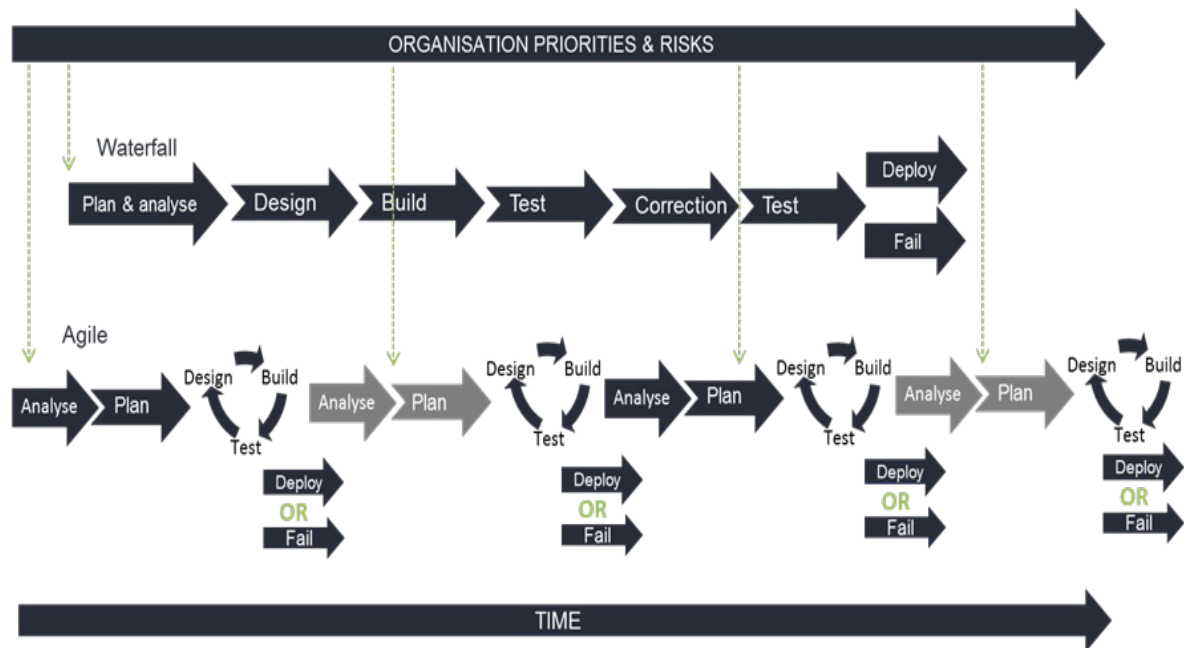 ORGANISATION PRIORITIES & RISKS
Waterfall
Plan & analyse
Design
Build
Test
Correction
Test
Deploy
Fail
Agile
Analyse
Plan
Design
Build
Test
Deploy
OR
Fail
Analyse
Plan
Design
Build
Test
Deploy
OR
Fail
Analyse
Plan
Design
Build
Test
Deploy
OR
Fail
Analyse
Plan
Design
Build
Test
Deploy
OR
Fail
TIME